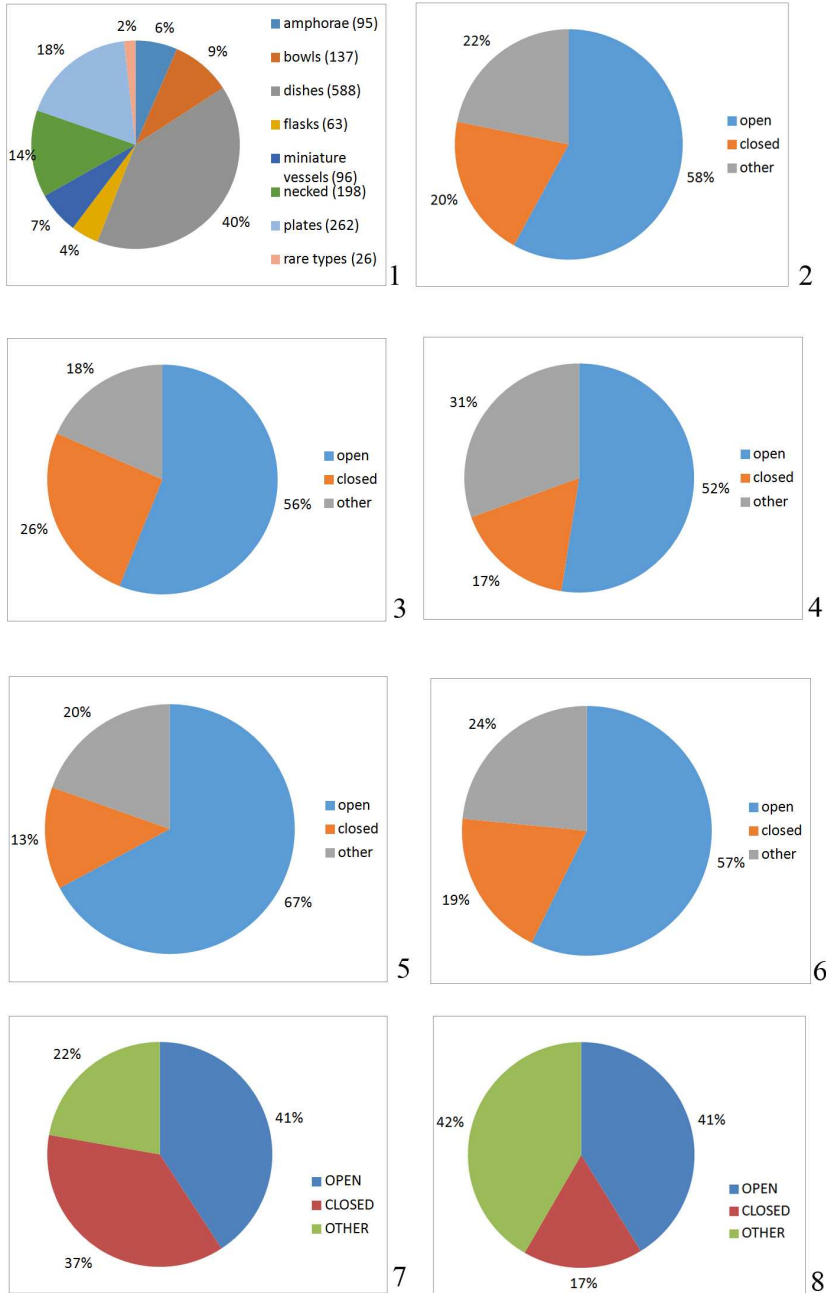 2%
6%
18%
9%
14%
7%
4%
40%
amphorae (95)
bowls (137)
dishes (588)
flasks (63)
miniature
vessels (96)
necked (198)
plates (262)
rare types (26)
1
22%
20%
58%
open
closed
other
2
18%
26%
56%
open
closed
other
3
31%
17%
52%
open
closed
other
4
20%
13%
67%
open
closed
other
5
24%
19%
57%
open
closed
other
6
22%
41%
37%
OPEN
CLOSED
OTHER
7
42%
41%
17%
OPEN
CLOSED
OTHER
8